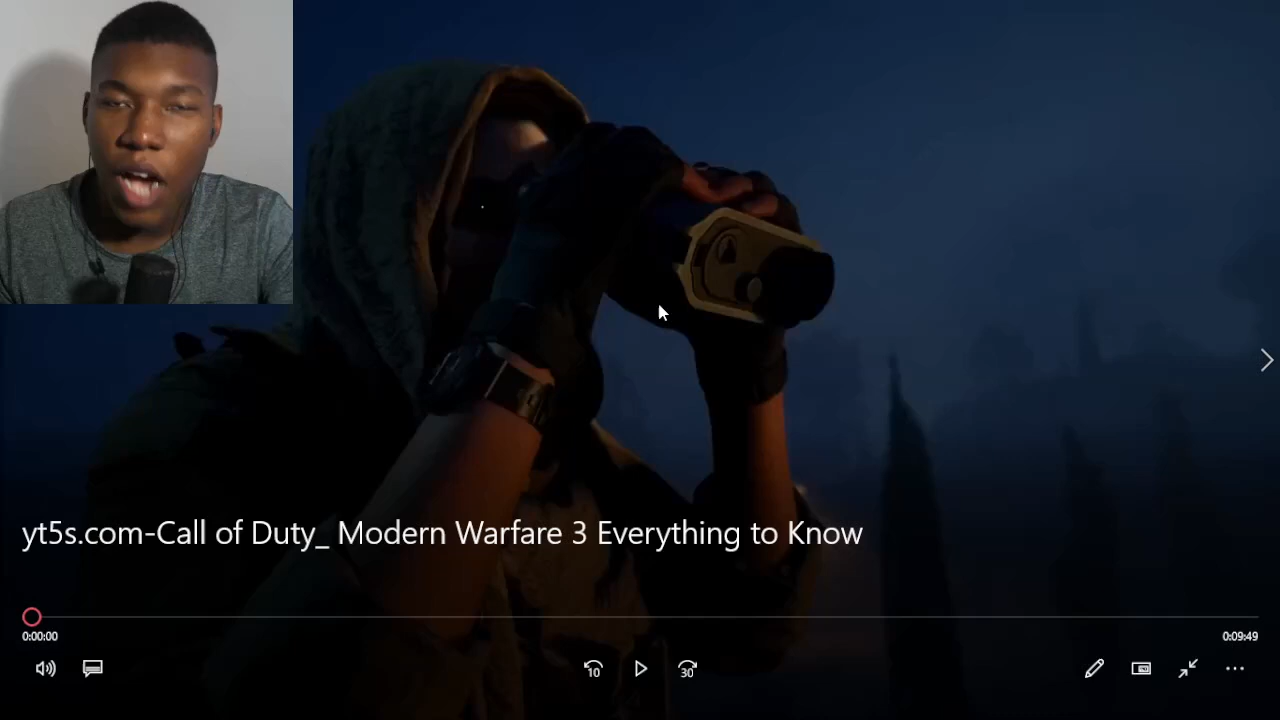 yt5s.com-Call of Duty_ Modern Warfare 3 Everything to Know
0:00:00
0:09:49
10
30